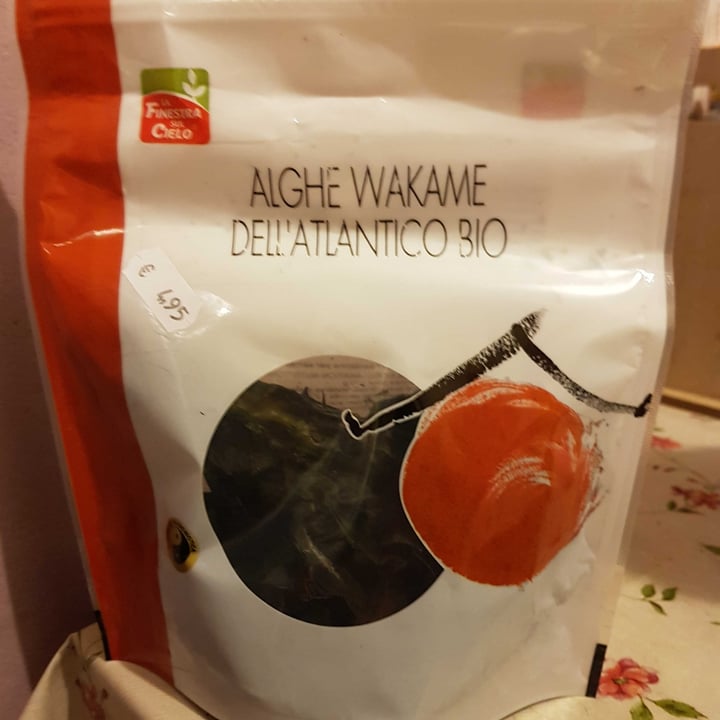 LA
FINESTRA
SUL
CIELO
ALGHE WAKAME
DELL'ATLANTICO BIO
€ 4,95